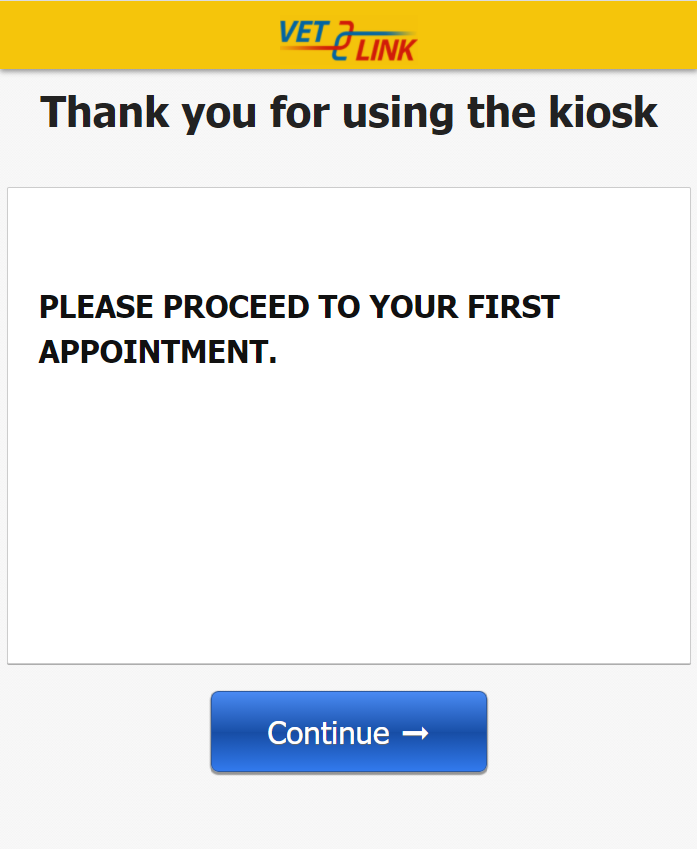 VET LINK
Thank you for using the kiosk
PLEASE PROCEED TO YOUR FIRST
APPOINTMENT.
Continue →